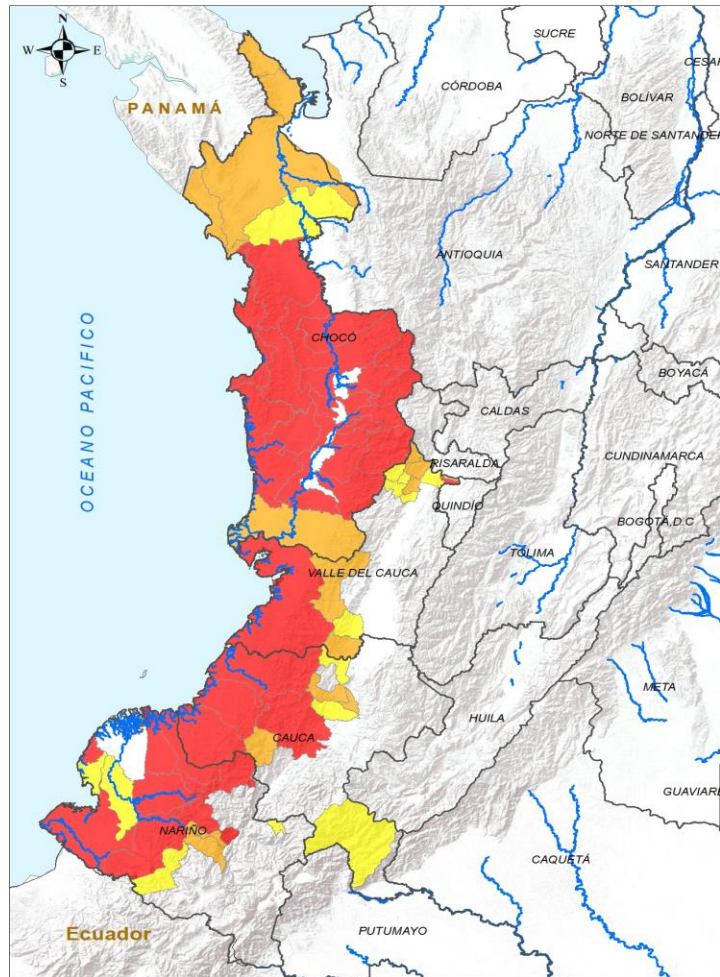 N
W E
S
SUCRE
CESAR
CÓRDOBA
BOLÍVAR
PANAMÁ
NORTE DE SANTANDER
ANTIOQUIA
SANTANDER
OCEANO PACIFICO
CHOCÓ
BOYACÁ
CALDAS
CUNDINAMARCA
RISARALDA
QUINDÍO
BOGOTÁ, D.C
TOLIMA
VALLE DEL CAUCA
META
HUILA
CAUCA
GUAVIARE
NARIÑO
CAQUETÁ
Ecuador
PUTUMAYO